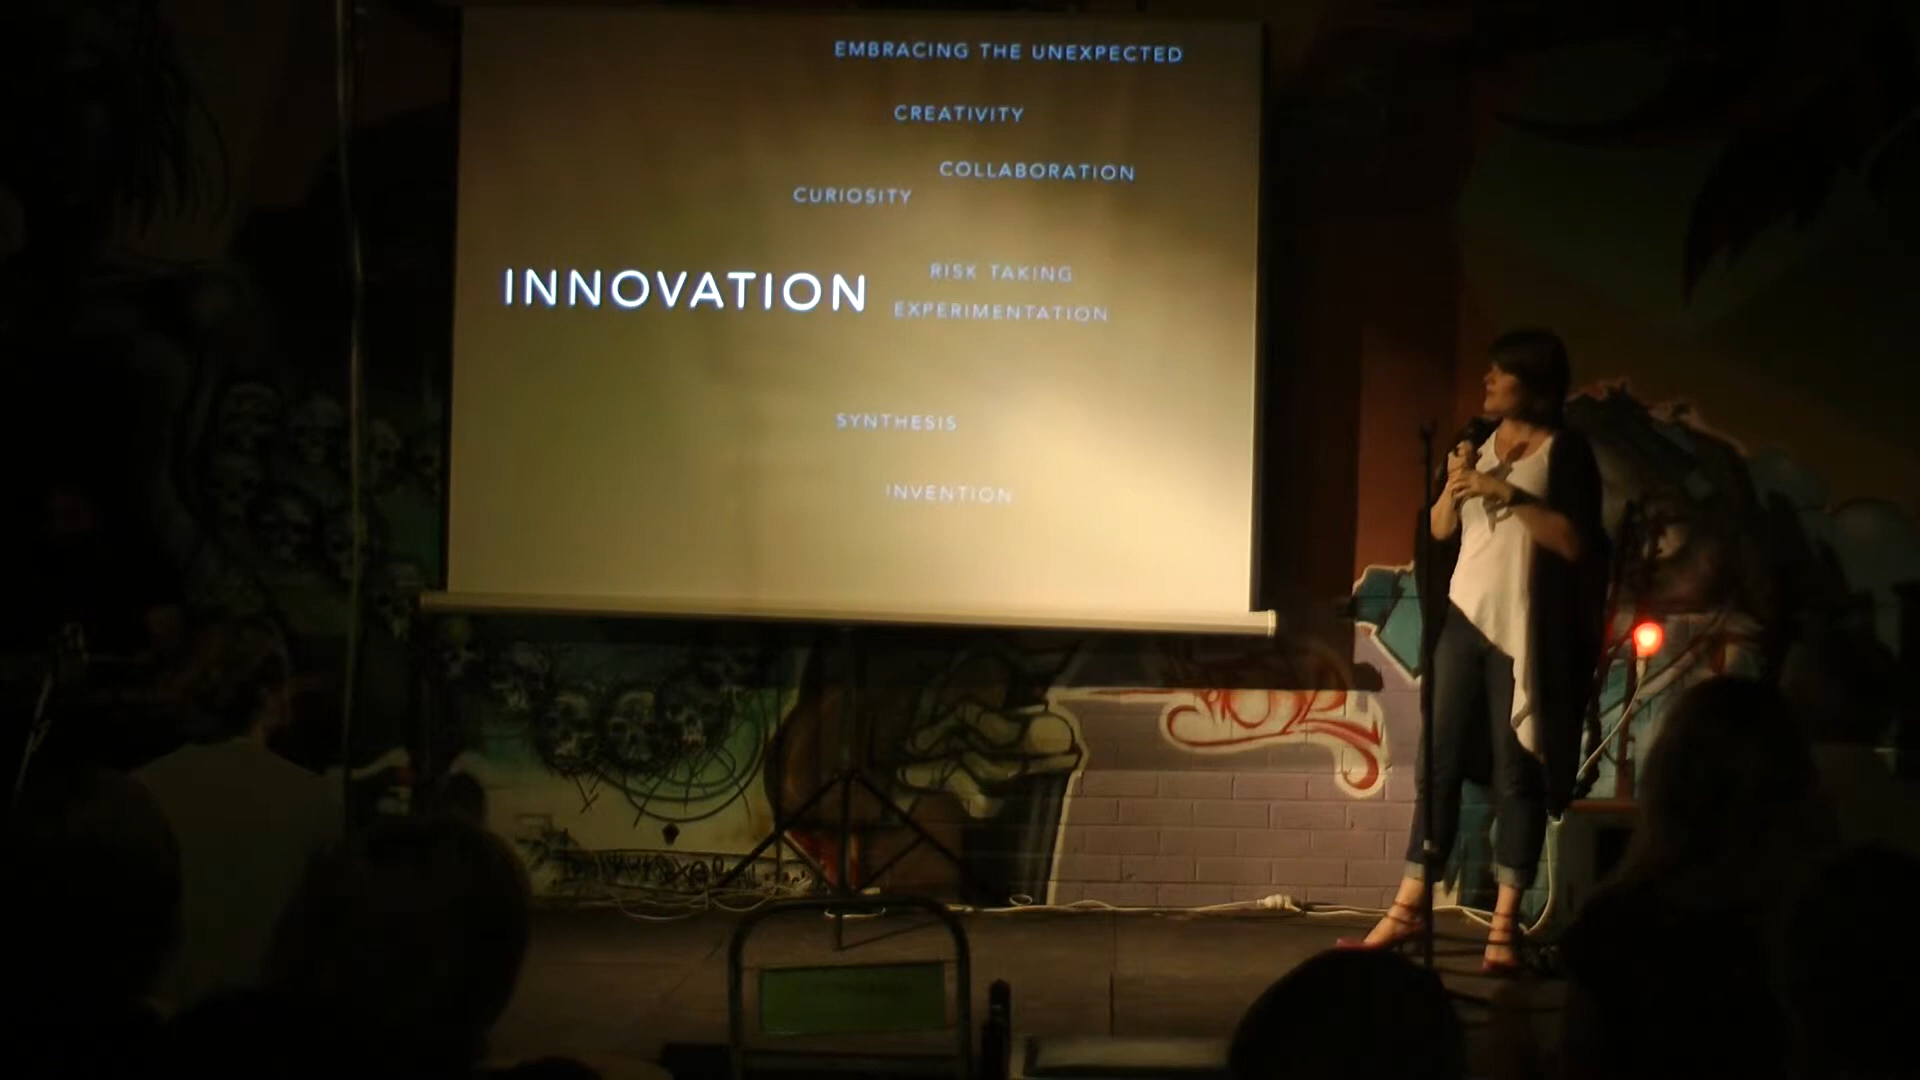 EMBRACING THE UNEXPECTED
CREATIVITY
COLLABORATION
CURIOSITY
INNOVATION
RISK TAKING
EXPERIMENTATION
SYNTHESIS
INVENTION